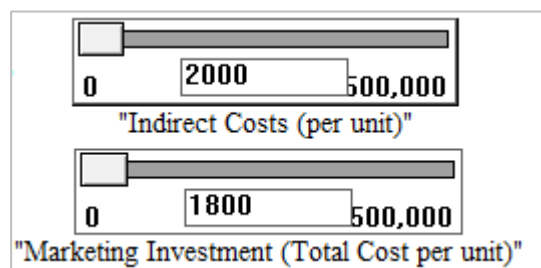 0 2000 500,000
"Indirect Costs (per unit)"
0 1800 500,000
"Marketing Investment (Total Cost per unit)"